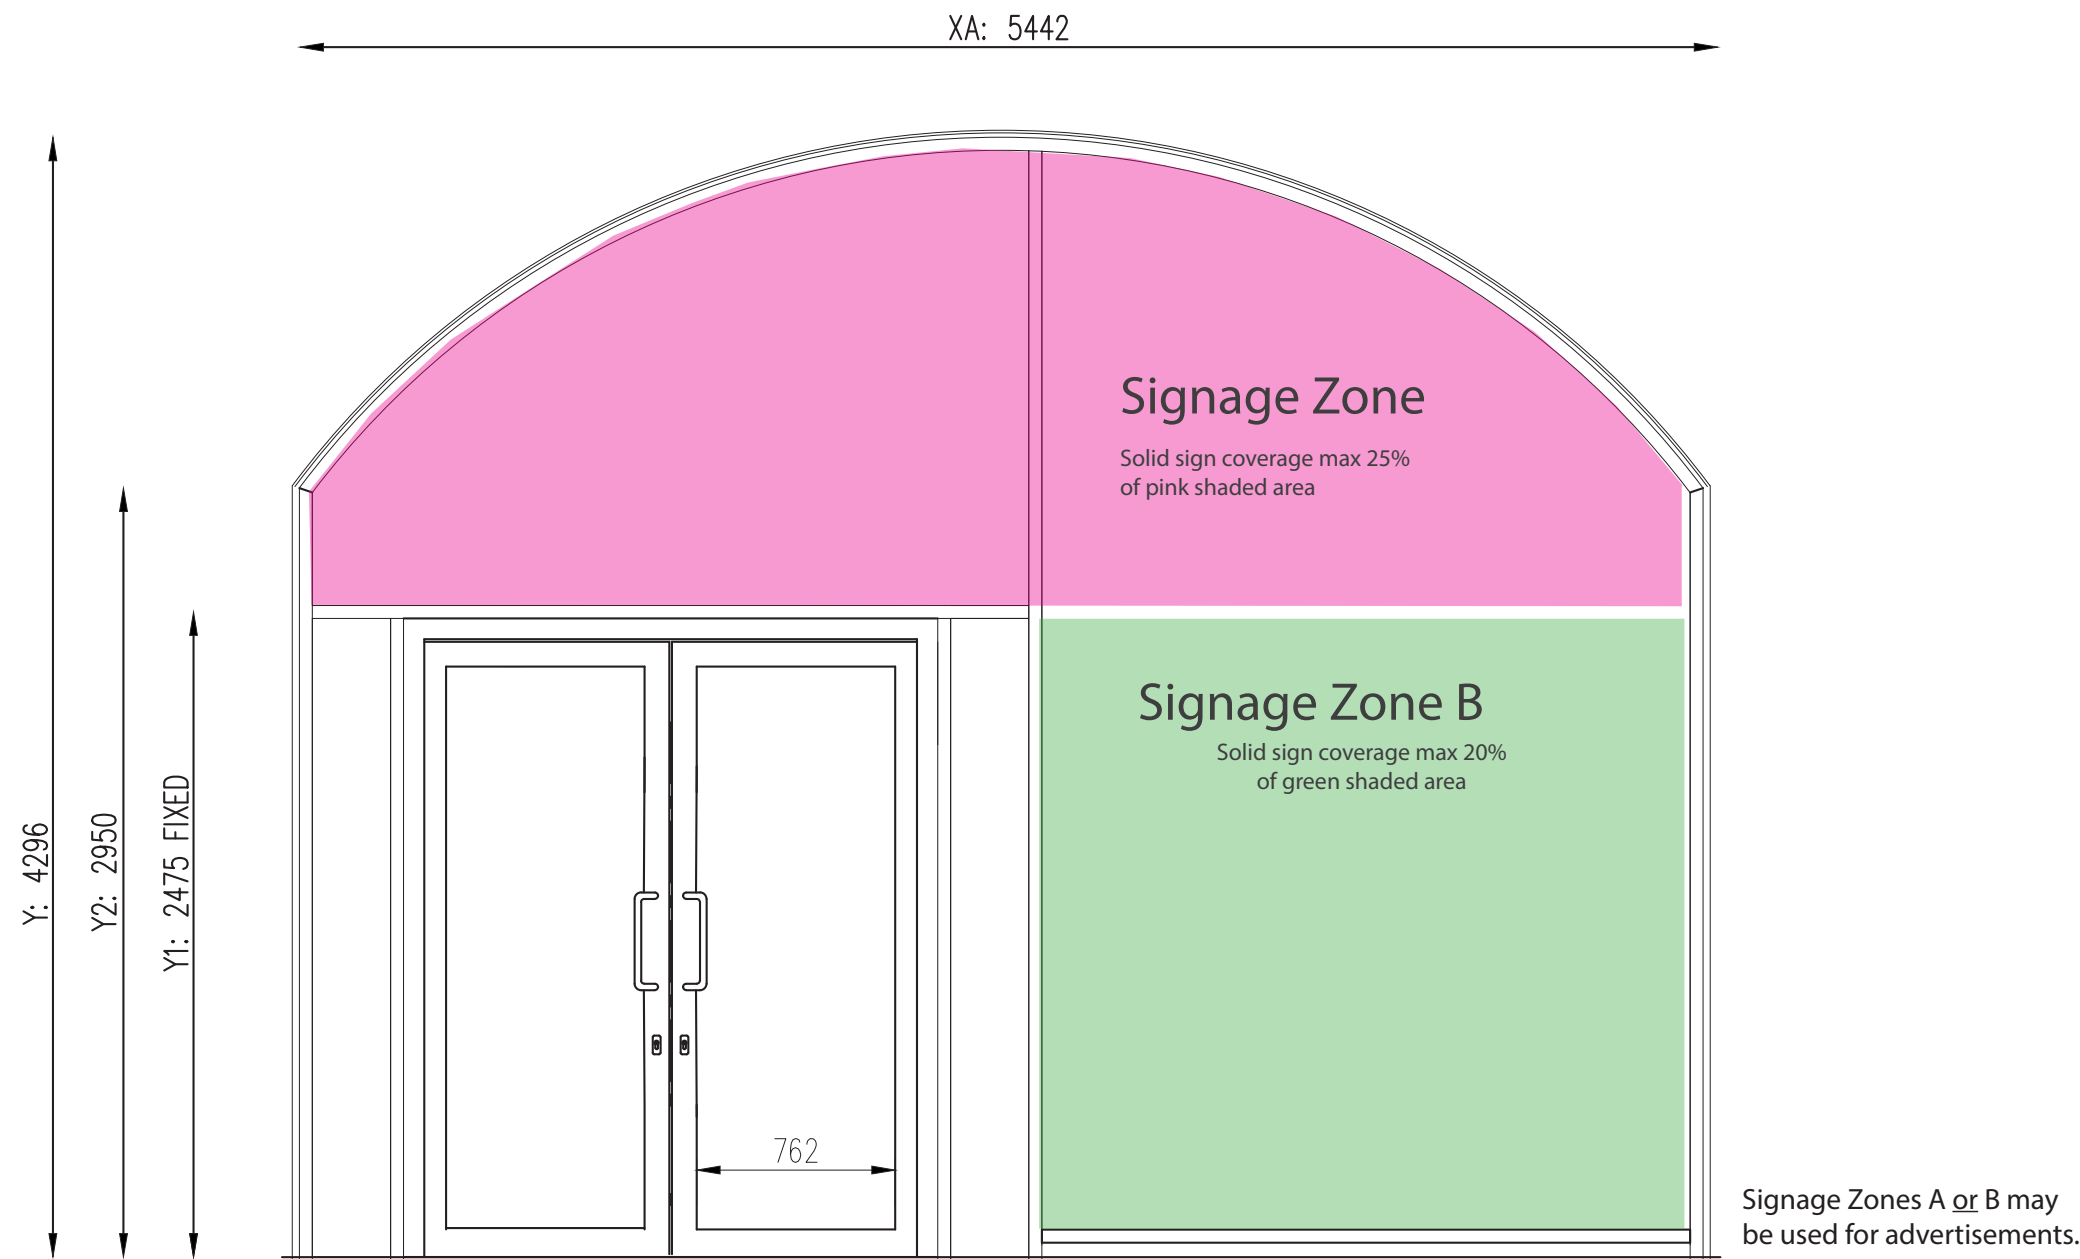 XA: 5442
Signage Zone
Solid sign coverage max 25%
of pink shaded area
Signage Zone B
Solid sign coverage max 20%
of green shaded area
Y: 4296
Y2: 2950
Y1: 2475 FIXED
762
Signage Zones A or B may
be used for advertisements.